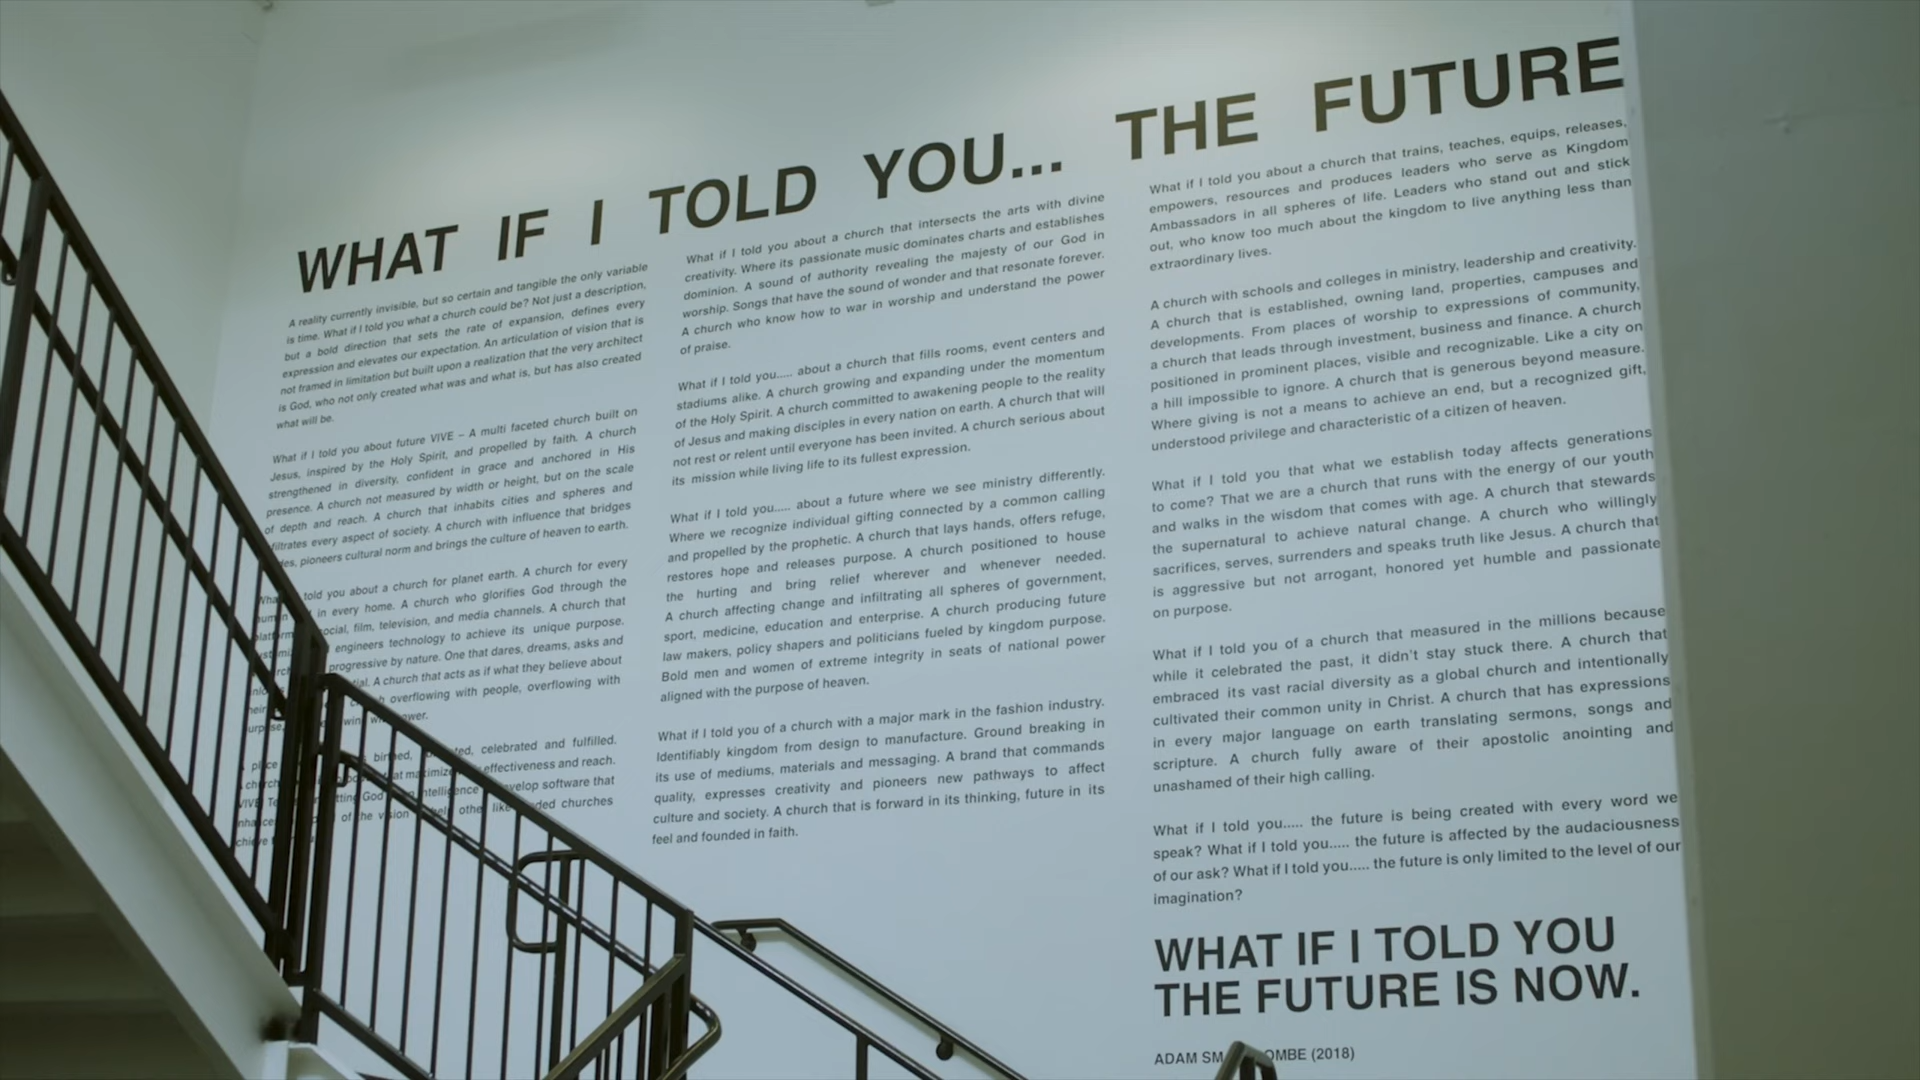 WHAT IF I TOLD YOU... THE FUTURE
A reality currently invisible, but so certain and tangible the only variable
is time. What if I told you what a church could be? Not just a description,
but a bold direction that sets the rate of expansion, defines every
expression and elevates our expectation. An articulation of vision that is
not framed in limitation but built upon a realization that the very architect
is God, who not only created what was and what is, but has also created
what will be.
What if I told you about future VIVE – A multi faceted church built on
Jesus, inspired by the Holy Spirit, and propelled by faith. A church
strengthened in diversity, confident in grace and anchored in His
presence. A church not measured by width or height, but on the scale
of depth and reach. A church that inhabits cities and spheres and
filtrates every aspect of society. A church with influence that bridges
pioneers cultural norm and brings the culture of heaven to earth.
told you about a church for planet earth. A church for every
in every home. A church who glorifies God through the
social, film, television, and media channels. A church that
engineers technology to achieve its unique purpose.
progressive by nature. One that dares, dreams, asks and
A church that acts as if what they believe about
overflowing with people, overflowing with
celebrated and fulfilled.
effectiveness and reach.
God intelligence develop software that
of the vision churches
What if I told you about a church that intersects the arts with divine
creativity. Where its passionate music dominates charts and establishes
dominion. A sound of authority revealing the majesty of our God in
worship. Songs that have the sound of wonder and that resonate forever.
A church who know how to war in worship and understand the power
of praise.
What if I told you..... about a church that fills rooms, event centers and
stadiums alike. A church growing and expanding under the momentum
of the Holy Spirit. A church committed to awakening people to the reality
of Jesus and making disciples in every nation on earth. A church that will
not rest or relent until everyone has been invited. A church serious about
its mission while living life to its fullest expression.
What if I told you..... about a future where we see ministry differently.
Where we recognize individual gifting connected by a common calling
and propelled by the prophetic. A church that lays hands, offers refuge,
restores hope and releases purpose. A church positioned to house
the hurting and bring relief wherever and whenever needed.
A church affecting change and infiltrating all spheres of government,
sport, medicine, education and enterprise. A church producing future
law makers, policy shapers and politicians fueled by kingdom purpose.
Bold men and women of extreme integrity in seats of national power
aligned with the purpose of heaven.
What if I told you of a church with a major mark in the fashion industry.
Identifiably kingdom from design to manufacture. Ground breaking in
its use of mediums, materials and messaging. A brand that commands
quality, expresses creativity and pioneers new pathways to affect
culture and society. A church that is forward in its thinking, future in its
feel and founded in faith.
What if I told you about a church that trains, teaches, equips, releases,
empowers, resources and produces leaders who serve as Kingdom
Ambassadors in all spheres of life. Leaders who stand out and stick
out, who know too much about the kingdom to live anything less than
extraordinary lives.
A church with schools and colleges in ministry, leadership and creativity.
A church that is established, owning land, properties, campuses and
developments. From places of worship to expressions of community,
a church that leads through investment, business and finance. A church
positioned in prominent places, visible and recognizable. Like a city on
a hill impossible to ignore. A church that is generous beyond measure.
Where giving is not a means to achieve an end, but a recognized gift,
understood privilege and characteristic of a citizen of heaven.
What if I told you that what we establish today affects generations
to come? That we are a church that runs with the energy of our youth
and walks in the wisdom that comes with age. A church that stewards
the supernatural to achieve natural change. A church who willingly
sacrifices, serves, surrenders and speaks truth like Jesus. A church that
is aggressive but not arrogant, honored yet humble and passionate
on purpose.
What if I told you of a church that measured in the millions because
while it celebrated the past, it didn't stay stuck there. A church that
embraced its vast racial diversity as a global church and intentionally
cultivated their common unity in Christ. A church that has expressions
in every major language on earth translating sermons, songs and
scripture. A church fully aware of their apostolic anointing and
unashamed of their high calling.
What if I told you..... the future is being created with every word we
speak? What if I told you..... the future is affected by the audaciousness
of our ask? What if I told you..... the future is only limited to the level of our
imagination?
WHAT IF I TOLD YOU
THE FUTURE IS NOW.
ADAM (2018)